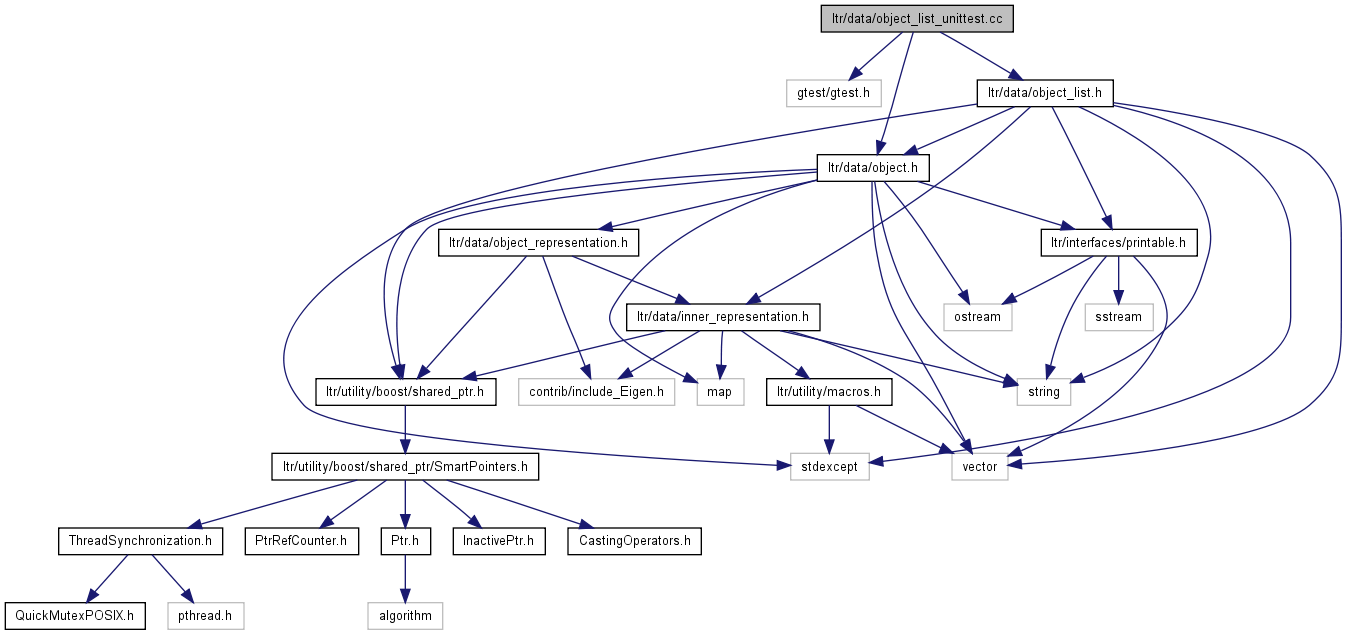 ltr/data/object_list_unittest.cc
gtest/gtest.h
ltr/data/object_list.h
ltr/data/object.h
ltr/data/object_representation.h
ltr/interfaces/printable.h
ltr/data/inner_representation.h
ostream
sstream
ltr/utility/boost/shared_ptr.h
contrib/include_Eigen.h
map
ltr/utility/macros.h
string
ltr/utility/boost/shared_ptr/SmartPointers.h
stdexcept
vector
ThreadSynchronization.h
PtrRefCounter.h
Ptr.h
InactivePtr.h
CastingOperators.h
QuickMutexPOSIX.h
pthread.h
algorithm